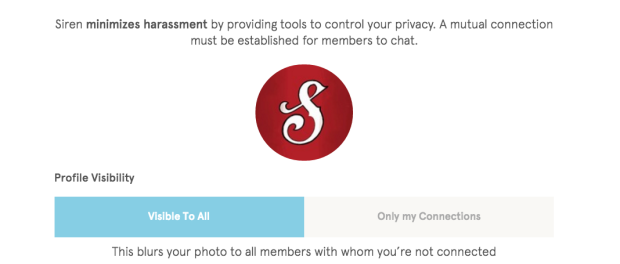 Siren minimizes harassment by providing tools to control your privacy. A mutual connection
must be established for members to chat.
S
Profile Visibility
Visible To All
Only my Connections
This blurs your photo to all members with whom you’re not connected